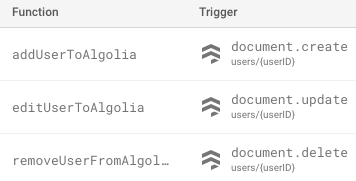 Function Trigger
addUserToAlgolia document.create
users/{userID}
editUserToAlgolia document.update
users/{userID}
removeUserFromAlgol… document.delete
users/{userID}